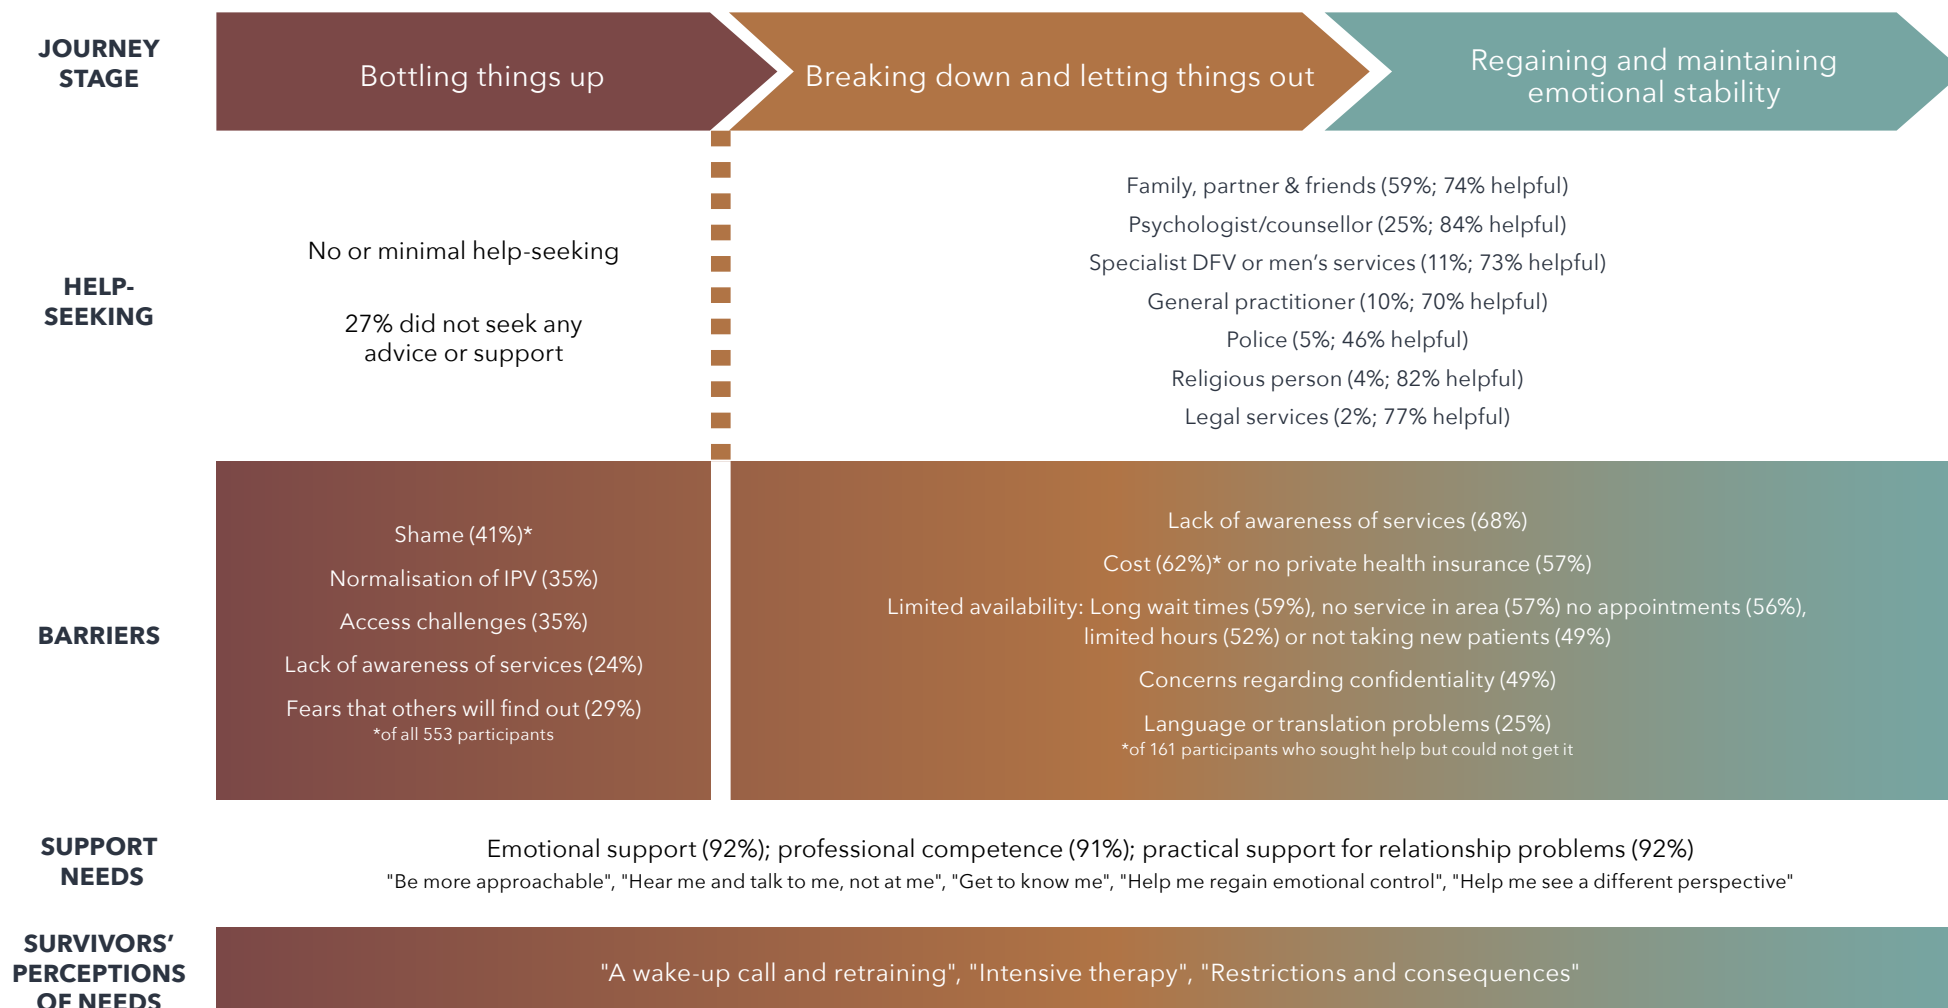 JOURNEY
STAGE
Bottling things up
Breaking down and letting things out
Regaining and maintaining
emotional stability
HELP-
SEEKING
No or minimal help-seeking
27% did not seek any
advice or support
Family, partner & friends (59%; 74% helpful)
Psychologist/counsellor (25%; 84% helpful)
Specialist DFV or men’s services (11%; 73% helpful)
General practitioner (10%; 70% helpful)
Police (5%; 46% helpful)
Religious person (4%; 82% helpful)
Legal services (2%; 77% helpful)
BARRIERS
Shame (41%)*
Normalisation of IPV (35%)
Access challenges (35%)
Lack of awareness of services (24%)
Fears that others will find out (29%)
*of all 553 participants
Lack of awareness of services (68%)
Cost (62%)* or no private health insurance (57%)
Limited availability: Long wait times (59%), no service in area (57%) no appointments (56%),
limited hours (52%) or not taking new patients (49%)
Concerns regarding confidentiality (49%)
Language or translation problems (25%)
*of 161 participants who sought help but could not get it
SUPPORT
NEEDS
Emotional support (92%); professional competence (91%); practical support for relationship problems (92%)
"Be more approachable", "Hear me and talk to me, not at me", "Get to know me", "Help me regain emotional control", "Help me see a different perspective"
SURVIVORS’
PERCEPTIONS
OF NEEDS
"A wake-up call and retraining", "Intensive therapy", "Restrictions and consequences"